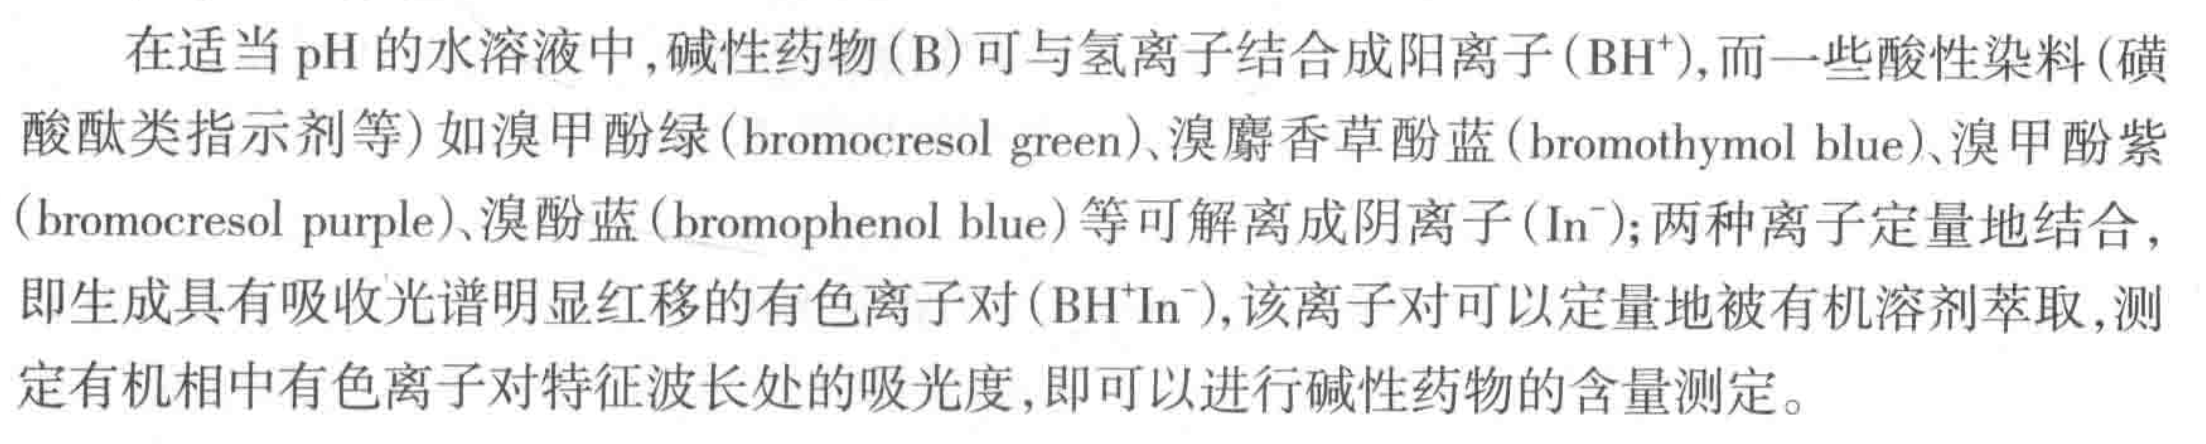 在适当 pH 的水溶液中,碱性药物(B)可与氢离子结合成阳离子(BH⁺),而一些酸性染料(磺
酸酞类指示剂等)如溴甲酚绿(bromocresol green)、溴麝香草酚蓝(bromothymol blue)、溴甲酚紫
(bromocresol purple)、溴酚蓝(bromophenol blue)等可解离成阴离子(In⁻);两种离子定量地结合,
即生成具有吸收光谱明显红移的有色离子对(BH⁺In⁻),该离子对可以定量地被有机溶剂萃取,测
定有机相中有色离子对特征波长处的吸光度,即可以进行碱性药物的含量测定。